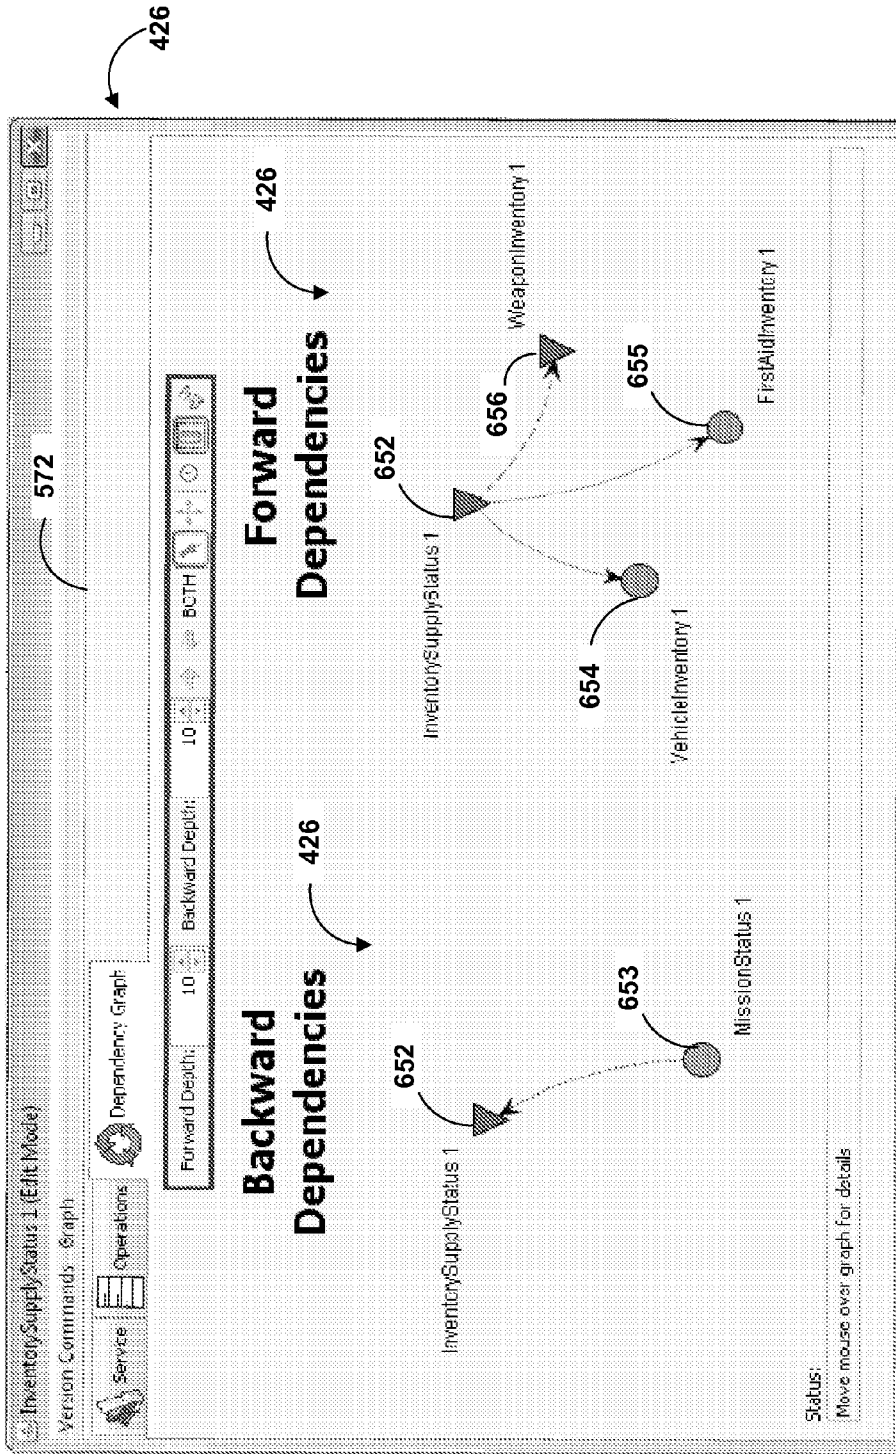 InventorySupplyStatus 1 (Edit Mode)
426
Version Commands Graph
572
Service
Operations
Dependency Graph
Forward Depth:
10
Backward Depth:
10
BOTH
Backward
Dependencies
426
Forward
Dependencies
426
InventorySupplyStatus 1
652
653
MissionStatus 1
InventorySupplyStatus 1
652
656
WeaponInventory 1
654
VehicleInventory 1
655
FirstAidInventory 1
Status:
Move mouse over graph for details